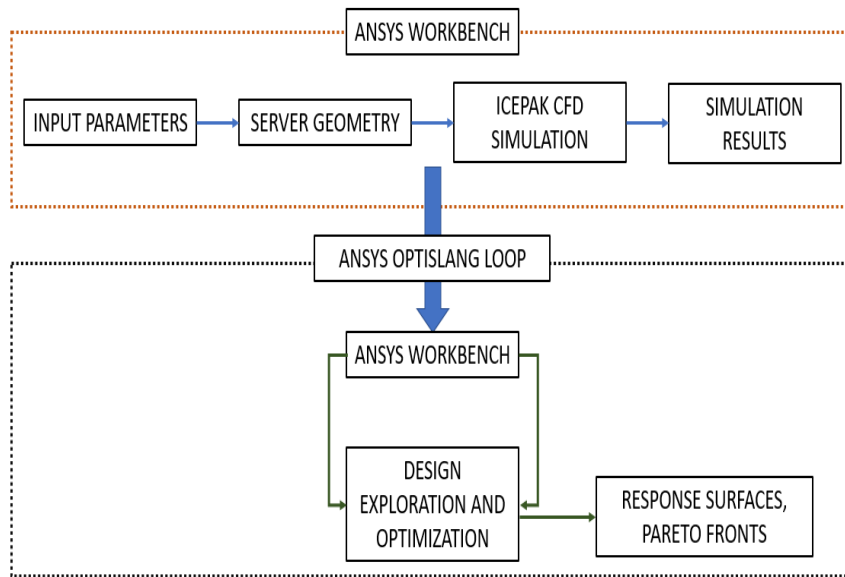 ANSYS WORKBENCH
INPUT PARAMETERS
SERVER GEOMETRY
ICEPAK CFD
SIMULATION
SIMULATION
RESULTS
ANSYS OPTISLANG LOOP
ANSYS WORKBENCH
DESIGN
EXPLORATION AND
OPTIMIZATION
RESPONSE SURFACES,
PARETO FRONTS